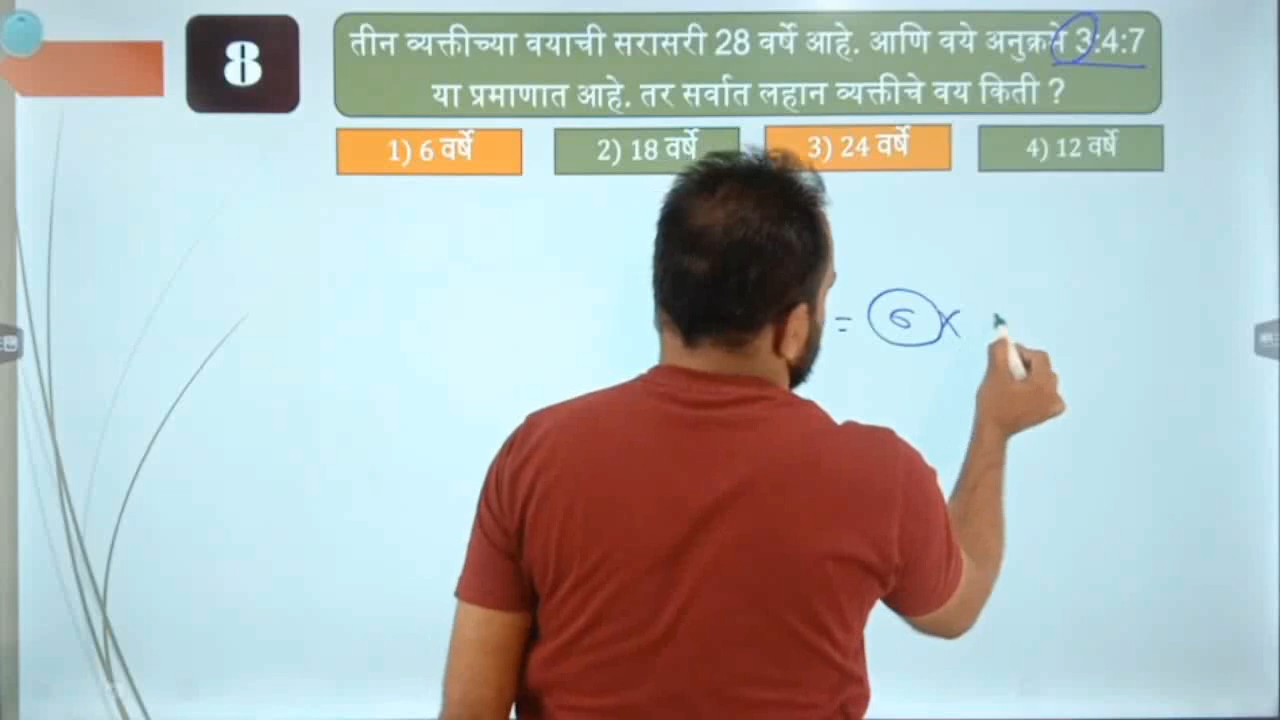 8
तीन व्यक्तीच्या वयाची सरासरी 28 वर्षे आहे. आणि वये अनुक्रमे 3:4:7
या प्रमाणात आहे. तर सर्वात लहान व्यक्तीचे वय किती ?
1) 6 वर्षे
2) 18 वर्षे
3) 24 वर्षे
4) 12 वर्षे
= 6 ×